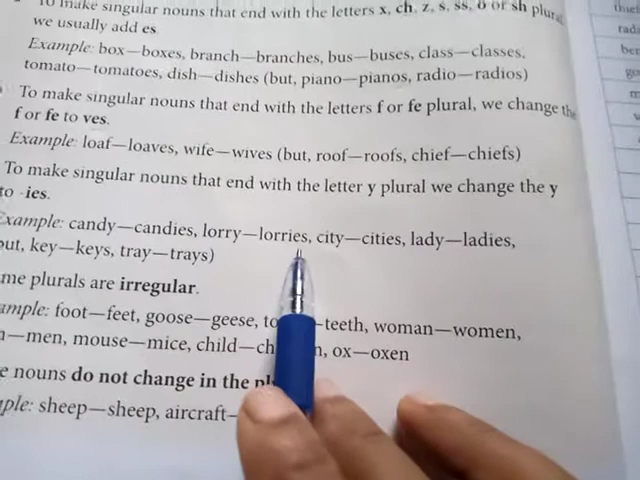 To make singular nouns that end with the letters x, ch, z, s, ss, o or sh plural
we usually add es
Example: box—boxes, branch—branches, bus—buses, class—classes,
tomato—tomatoes, dish—dishes (but, piano—pianos, radio—radios)
To make singular nouns that end with the letters f or fe plural, we change the
f or fe to ves.
Example: loaf—loaves, wife—wives (but, roof—roofs, chief—chiefs)
To make singular nouns that end with the letter y plural we change the y
to -ies.
Example: candy—candies, lorry—lorries, city—cities, lady—ladies,
out, key—keys, tray—trays)
me plurals are irregular.
ample: foot—feet, goose—geese, to —teeth, woman—women,
n—men, mouse—mice, child—ch n, ox—oxen
e nouns do not change in the pl
ple: sheep—sheep, aircraft—